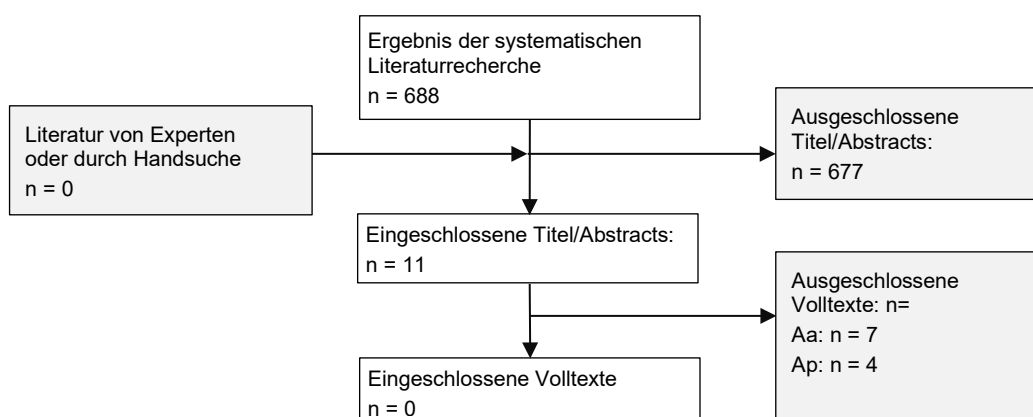 Ergebnis der systematischen
Literaturrecherche
n = 688
Literatur von Experten
oder durch Handsuche
n = 0
Ausgeschlossene
Titel/Abstracts:
n = 677
Eingeschlossene Titel/Abstracts:
n = 11
Ausgeschlossene
Volltexte: n=
Aa: n = 7
Ap: n = 4
Eingeschlossene Volltexte
n = 0